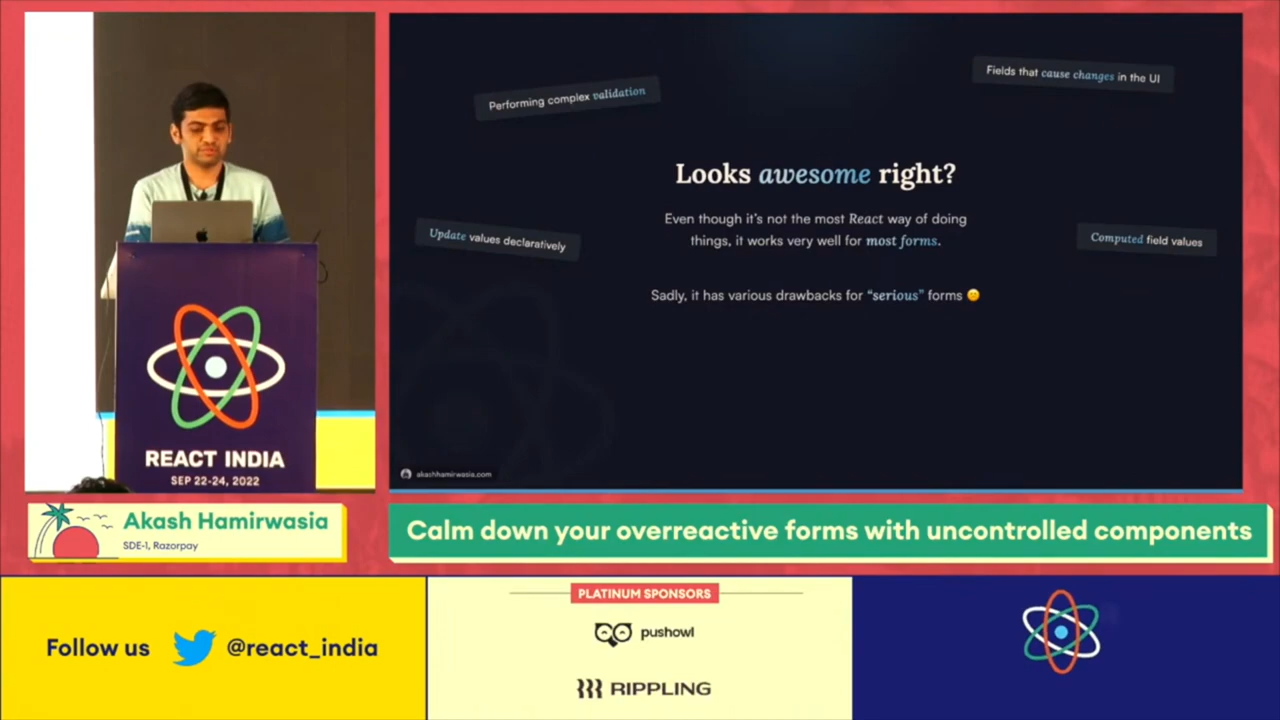 Performing complex validation
Fields that cause changes in the UI
Looks awesome right?
Even though it's not the most React way of doing
things, it works very well for most forms.
Update values declaratively
Computed field values
Sadly, it has various drawbacks for “serious” forms 🙁
akashhamirwasia.com
REACT INDIA
SEP 22-24, 2022
Akash Hamirwasia
SDE-1, Razorpay
Calm down your overreactive forms with uncontrolled components
Follow us @react_india
PLATINUM SPONSORS
pushowl
RIPPLING